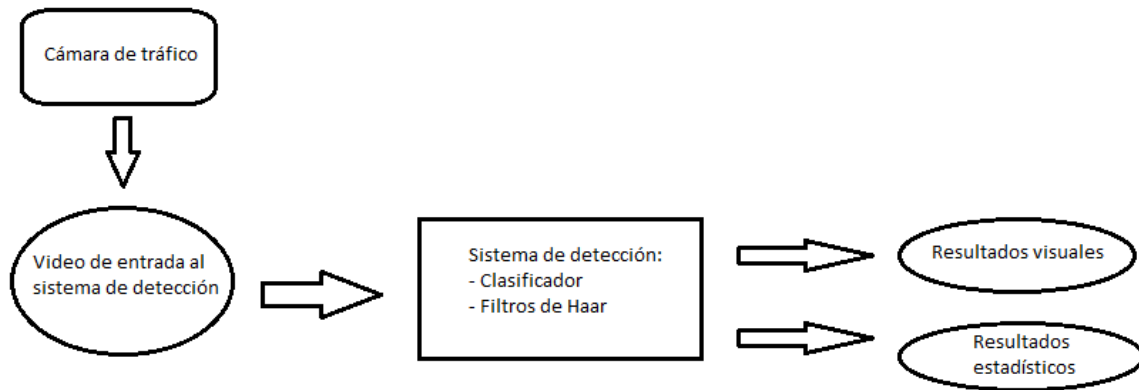 Cámara de tráfico
Video de entrada al
sistema de detección
Sistema de detección:
- Clasificador
- Filtros de Haar
Resultados visuales
Resultados
estadísticos